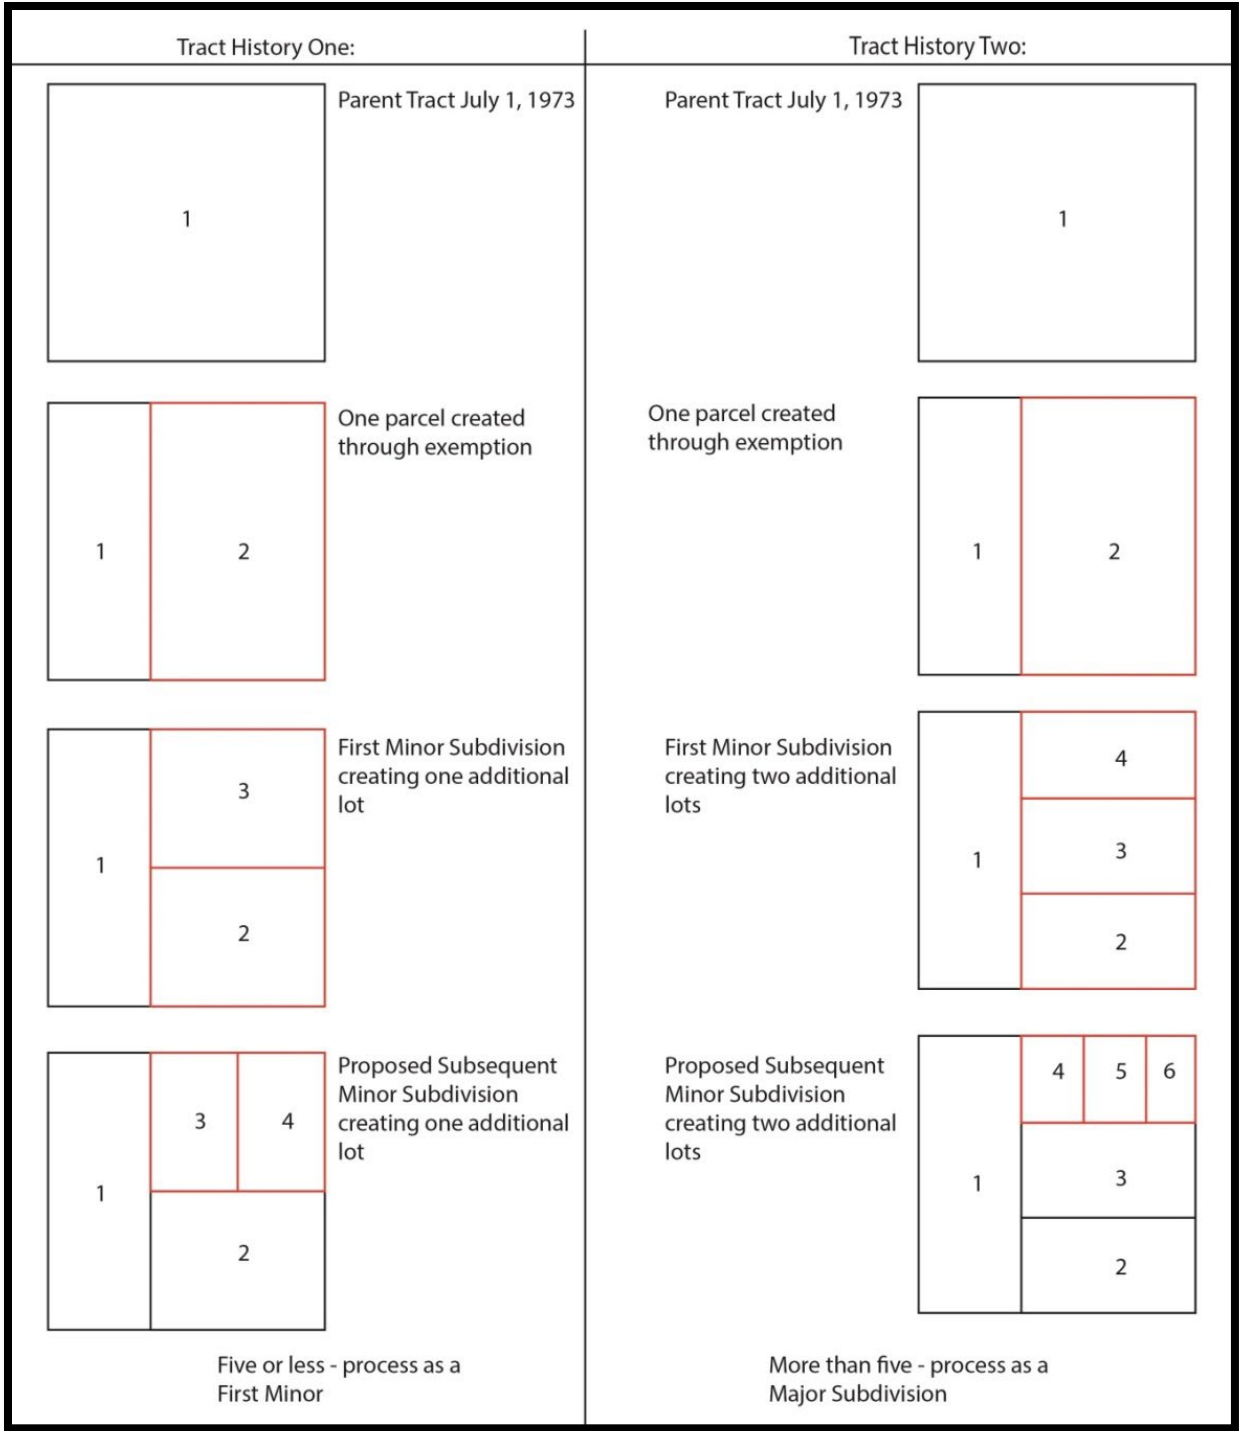 Tract History One:
Parent Tract July 1, 1973
1
One parcel created
through exemption
1
2
First Minor Subdivision
creating one additional
lot
3
1
2
Proposed Subsequent
Minor Subdivision
creating one additional
lot
3
4
1
2
Five or less - process as a
First Minor
Tract History Two:
Parent Tract July 1, 1973
1
One parcel created
through exemption
1
2
First Minor Subdivision
creating two additional
lots
4
3
1
2
Proposed Subsequent
Minor Subdivision
creating two additional
lots
4
5
6
3
1
2
More than five - process as a
Major Subdivision